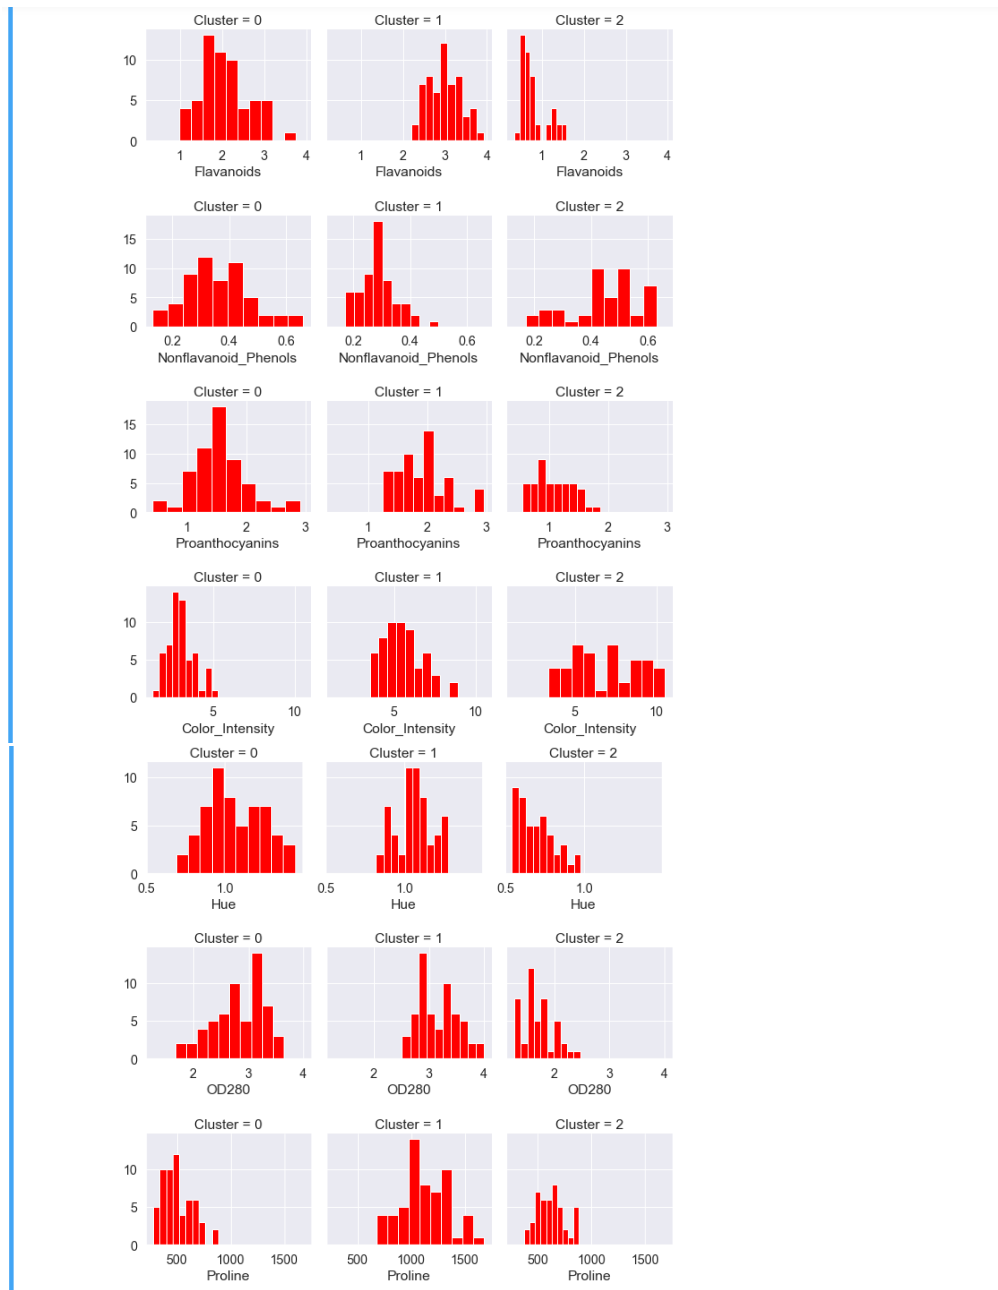 Cluster = 0 Cluster = 1 Cluster = 2
10
5
0
1 2 3 4 1 2 3 4 1 2 3 4
Flavanoids Flavanoids Flavanoids
Cluster = 0 Cluster = 1 Cluster = 2
15
10
5
0
0.2 0.4 0.6 0.2 0.4 0.6 0.2 0.4 0.6
Nonflavanoid_Phenols Nonflavanoid_Phenols Nonflavanoid_Phenols
Cluster = 0 Cluster = 1 Cluster = 2
15
10
5
0
1 2 3 1 2 3 1 2 3
Proanthocyanins Proanthocyanins Proanthocyanins
Cluster = 0 Cluster = 1 Cluster = 2
10
5
0
5 10 5 10 5 10
Color_Intensity Color_Intensity Color_Intensity
Cluster = 0 Cluster = 1 Cluster = 2
10
5
0
0.5 1.0 0.5 1.0 0.5 1.0
Hue Hue Hue
Cluster = 0 Cluster = 1 Cluster = 2
10
5
0
2 3 4 2 3 4 2 3 4
OD280 OD280 OD280
Cluster = 0 Cluster = 1 Cluster = 2
10
5
0
500 1000 1500 500 1000 1500 500 1000 1500
Proline Proline Proline